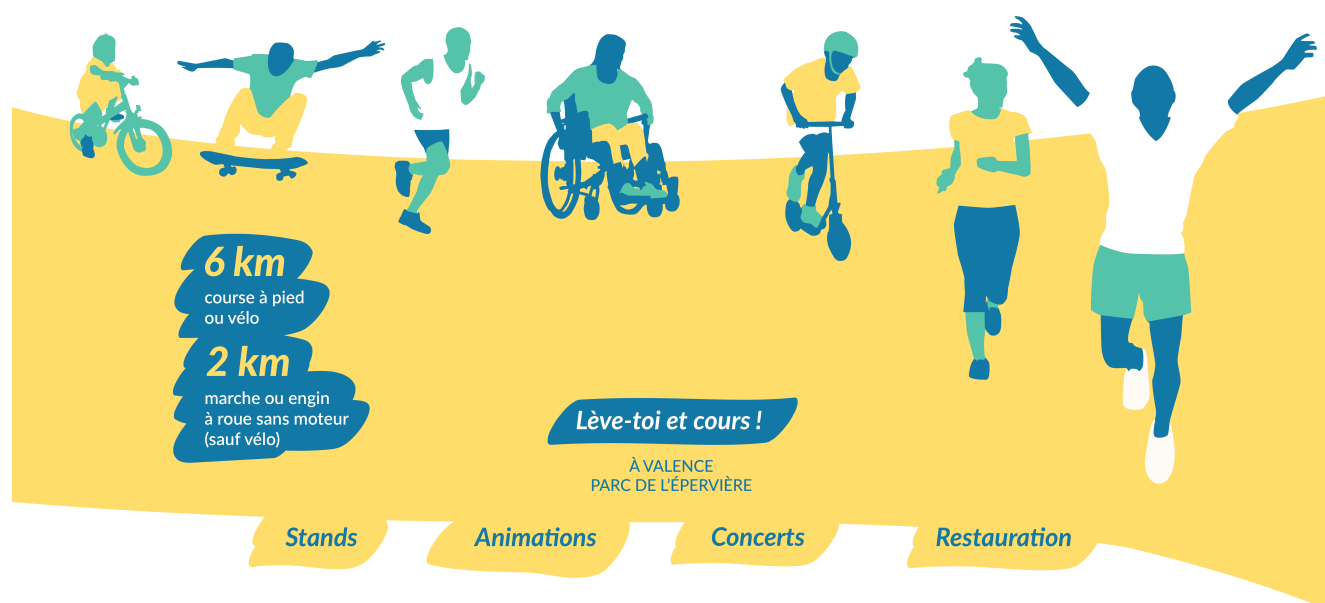 6 km
course à pied
ou vélo
2 km
marche ou engin
à roue sans moteur
(sauf vélo)
Lève-toi et cours !
À VALENCE
PARC DE L'ÉPERVIÈRE
Stands
Animations
Concerts
Restauration